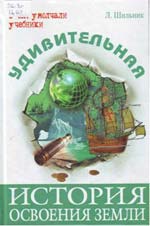 умолчали
учебники
Л. Шильник
УДИВИТЕЛЬНАЯ
ИСТОРИЯ
ОСВОЕНИЯ ЗЕМЛИ